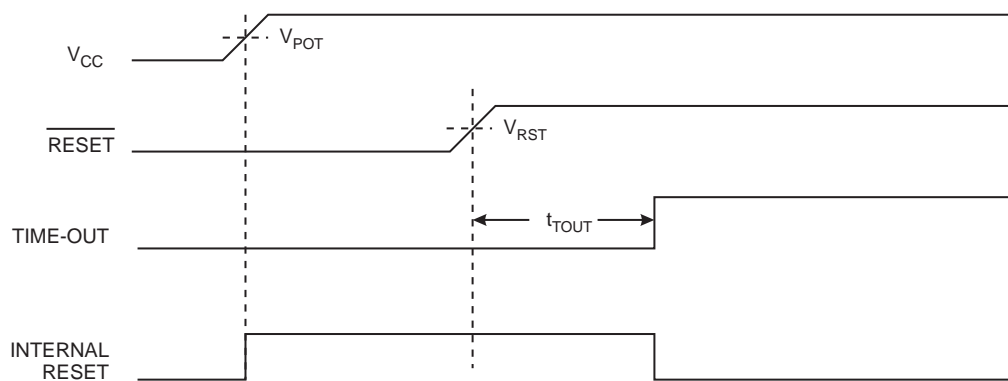 V_CC
V_POT
RESET
V_RST
TIME-OUT
t_TOUT
INTERNAL
RESET